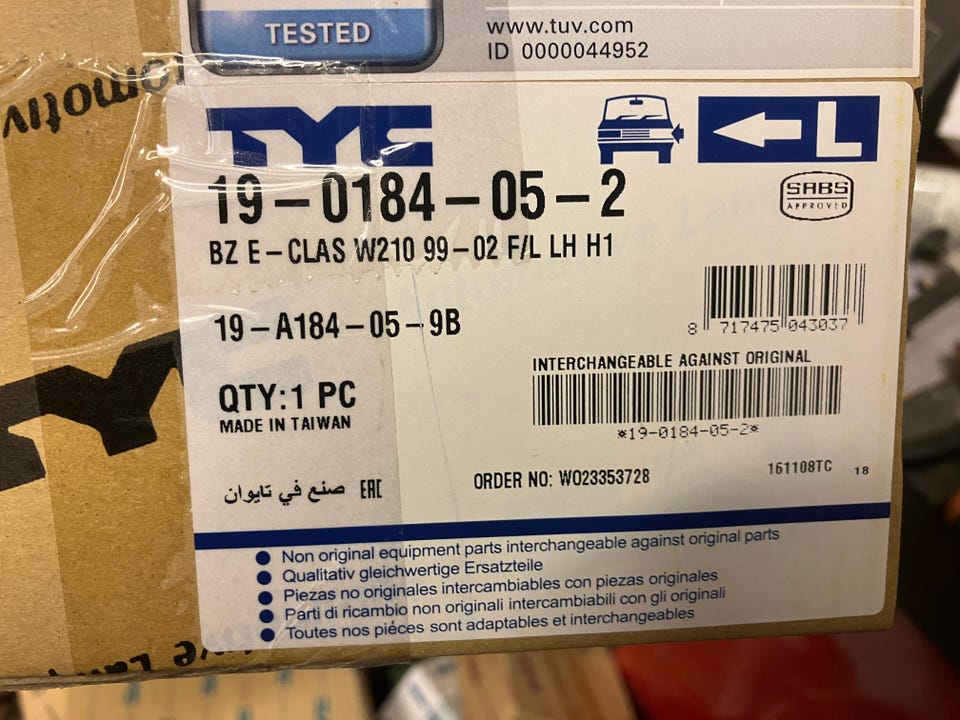 TESTED
www.tuv.com
ID 0000044952
TYC
L
19-0184-05-2
SABS
APPROVED
BZ E-CLAS W210 99-02 F/L LH H1
19-A184-05-9B
8 717475 043037
INTERCHANGEABLE AGAINST ORIGINAL
*19-0184-05-2*
QTY:1 PC
MADE IN TAIWAN
ORDER NO: WO23353728
161108TC 18
صنع في تايوان EAC
Non original equipment parts interchangeable against original parts
Qualitativ gleichwertige Ersatzteile
Piezas no originales intercambiables con piezas originales
Parti di ricambio non originali intercambiabili con gli originali
Toutes nos piéces sont adaptables et interchangeables